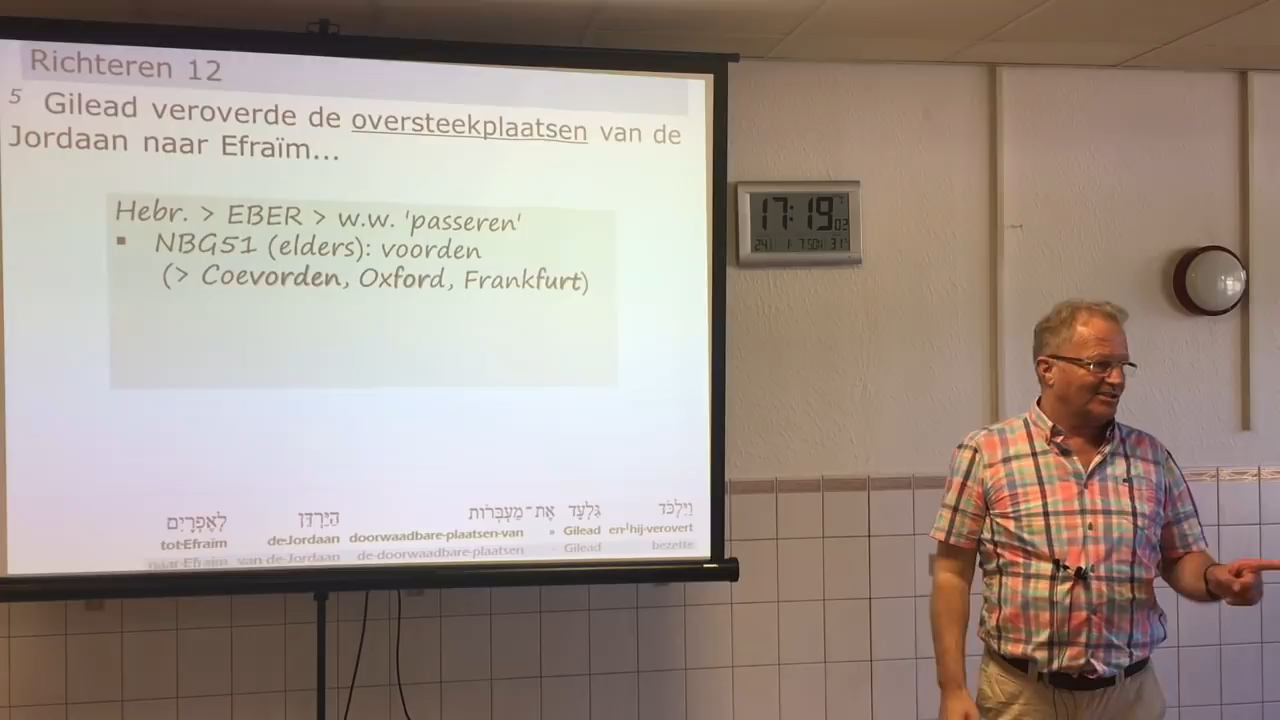 Richteren 12
5 Gilead veroverde de oversteekplaatsen van de
Jordaan naar Efraïm...
Hebr. > EBER > w.w. 'passeren'
▪ NBG51 (elders): voorden
(> Coevorden, Oxford, Frankfurt)
וַיִּלְכֹּד גִּלְעָד אֶת־מַעְבְּרוֹת הַיַּרְדֵּן לְאֶפְרָיִם
tot-Efraïm de-Jordaan doorwaadbare-plaatsen-van » Gilead en-hij-verovert
naar-Efraïm van de-Jordaan de-doorwaadbare-plaatsen - Gilead bezette
17:19 02